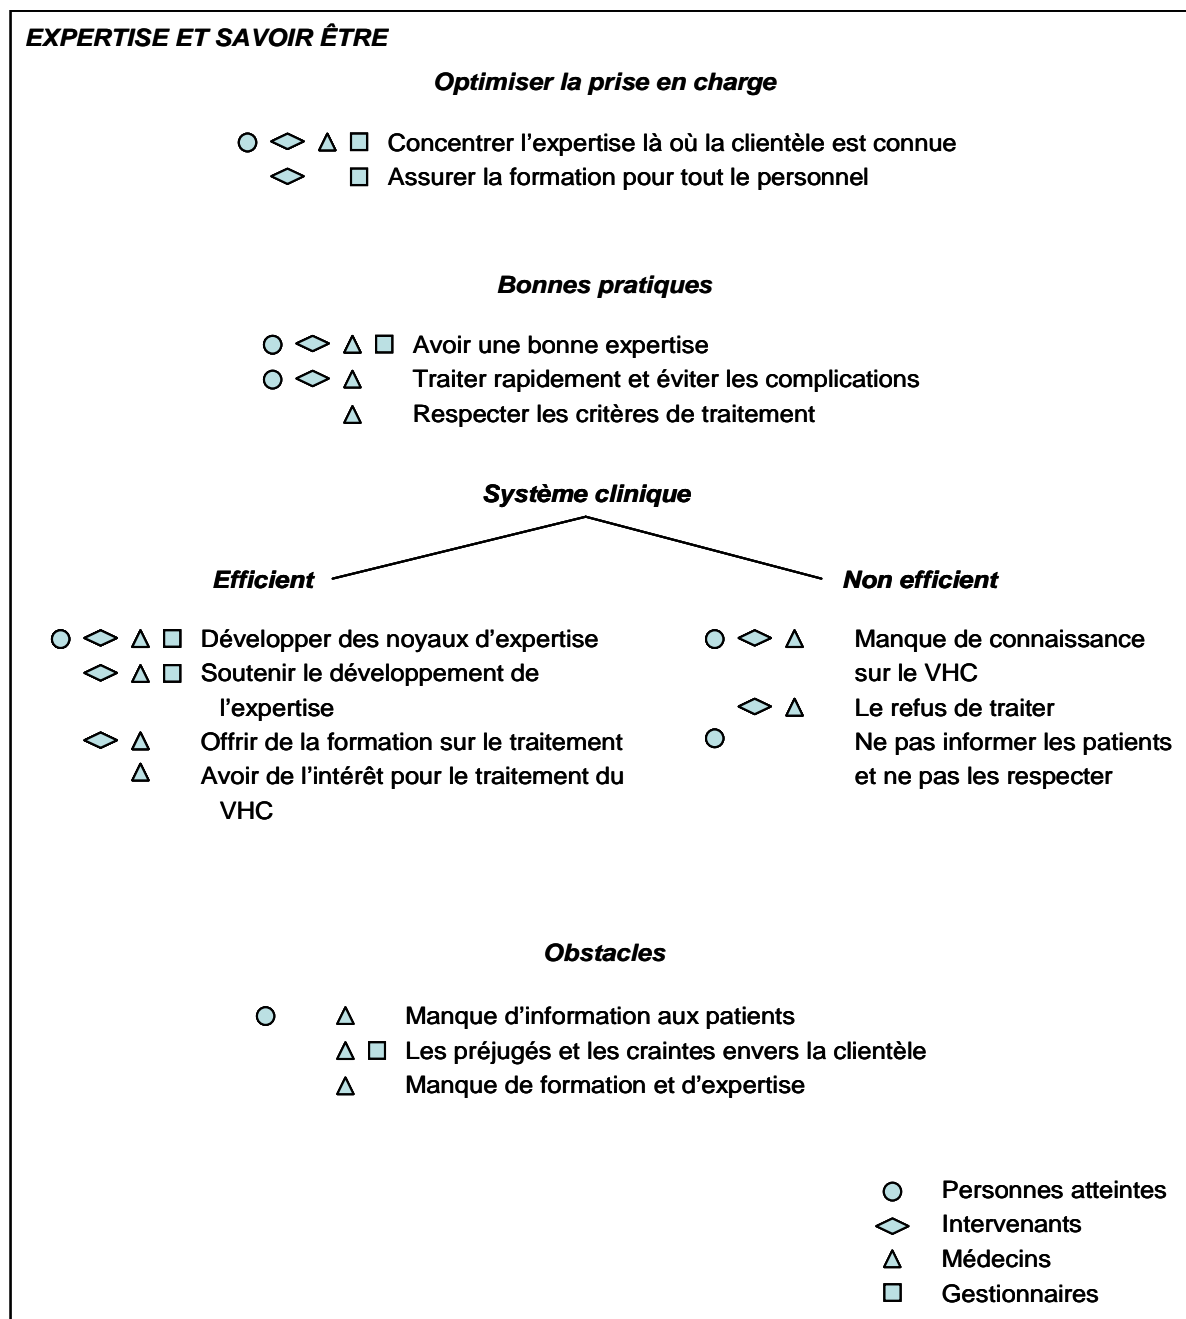 EXPERTISE ET SAVOIR ÊTRE
Optimiser la prise en charge
Concentrer l’expertise là où la clientèle est connue
Assurer la formation pour tout le personnel
Bonnes pratiques
Avoir une bonne expertise
Traiter rapidement et éviter les complications
Respecter les critères de traitement
Système clinique
Efficient
Développer des noyaux d’expertise
Soutenir le développement de
l’expertise
Offrir de la formation sur le traitement
Avoir de l’intérêt pour le traitement du
VHC
Non efficient
Manque de connaissance
sur le VHC
Le refus de traiter
Ne pas informer les patients
et ne pas les respecter
Obstacles
Manque d’information aux patients
Les préjugés et les craintes envers la clientèle
Manque de formation et d’expertise
Personnes atteintes
Intervenants
Médecins
Gestionnaires